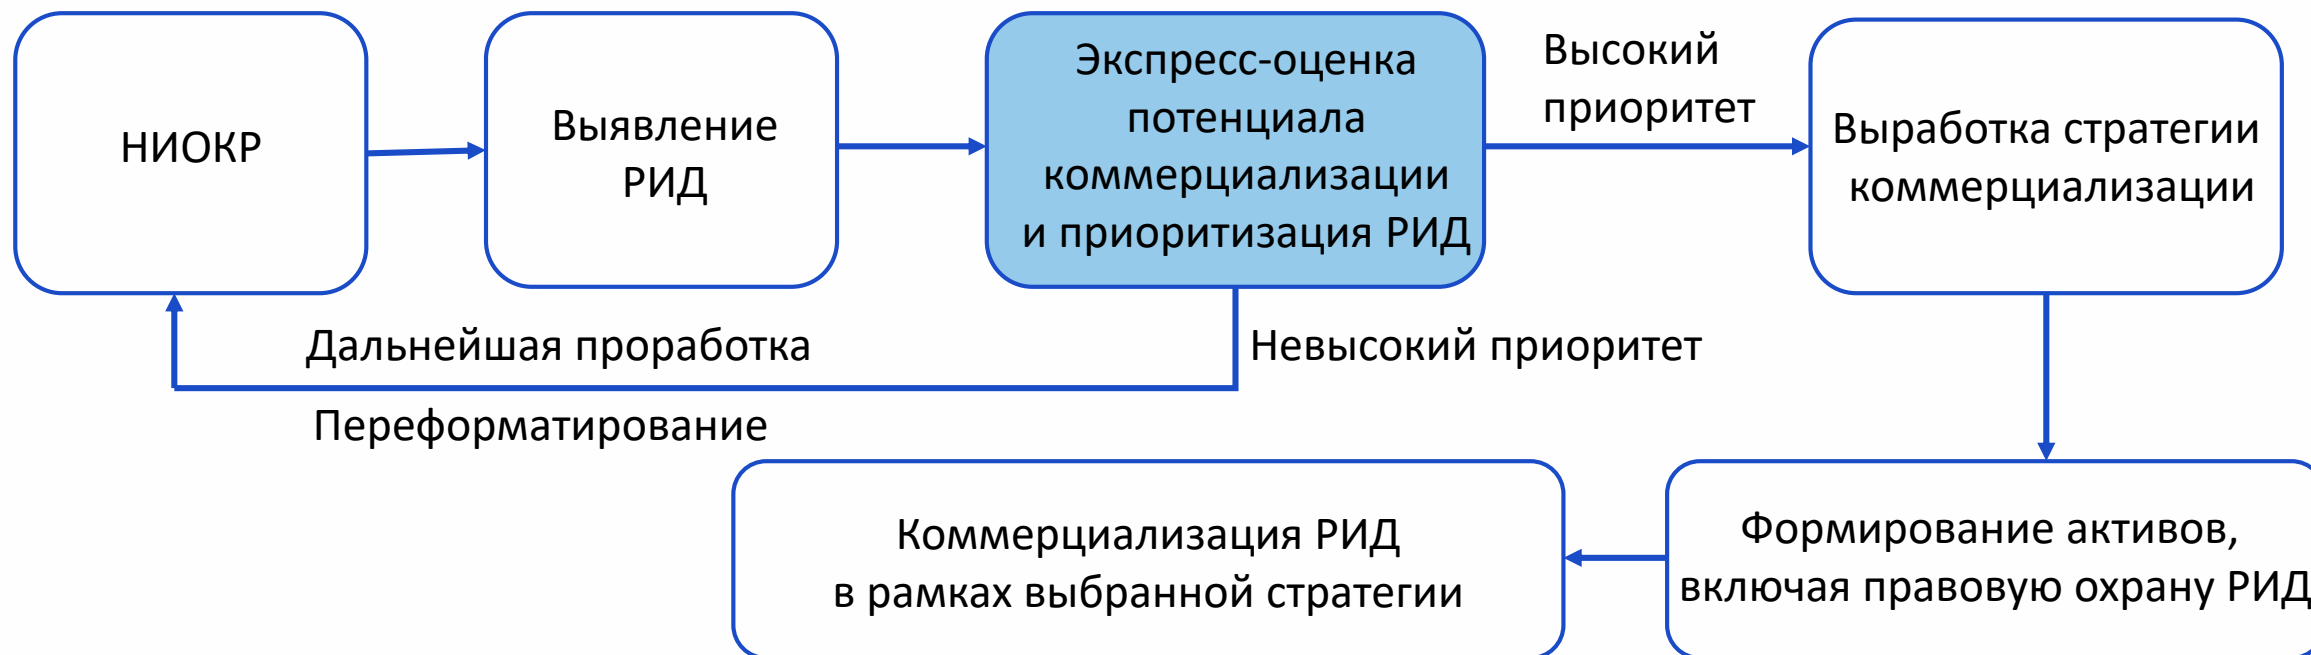 НИОКР
Выявление
РИД
Экспресс-оценка
потенциала
коммерциализации
и приоритизация РИД
Высокий
приоритет
Выработка стратегии
коммерциализации
Дальнейшая проработка
Невысокий приоритет
Переформатирование
Коммерциализация РИД
в рамках выбранной стратегии
Формирование активов,
включая правовую охрану РИД